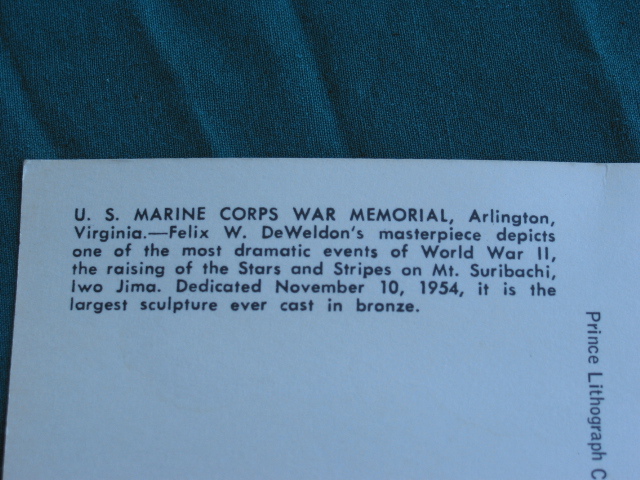 U. S. MARINE CORPS WAR MEMORIAL, Arlington,
Virginia.—Felix W. DeWeldon's masterpiece depicts
one of the most dramatic events of World War II,
the raising of the Stars and Stripes on Mt. Suribachi,
Iwo Jima. Dedicated November 10, 1954, it is the
largest sculpture ever cast in bronze.
Prince Lithograph C